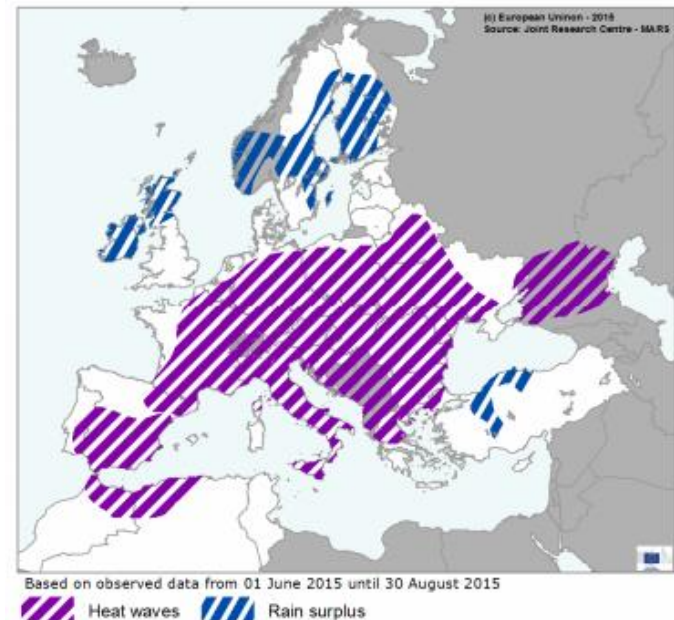 (c) European Uninon - 2015
Source: Joint Research Centre - MARS
Based on observed data from 01 June 2015 until 30 August 2015
Heat waves
Rain surplus